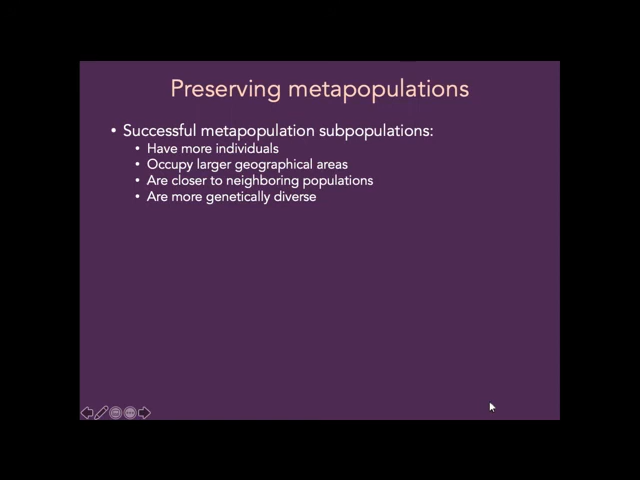 Preserving metapopulations
• Successful metapopulation subpopulations:
• Have more individuals
• Occupy larger geographical areas
• Are closer to neighboring populations
• Are more genetically diverse